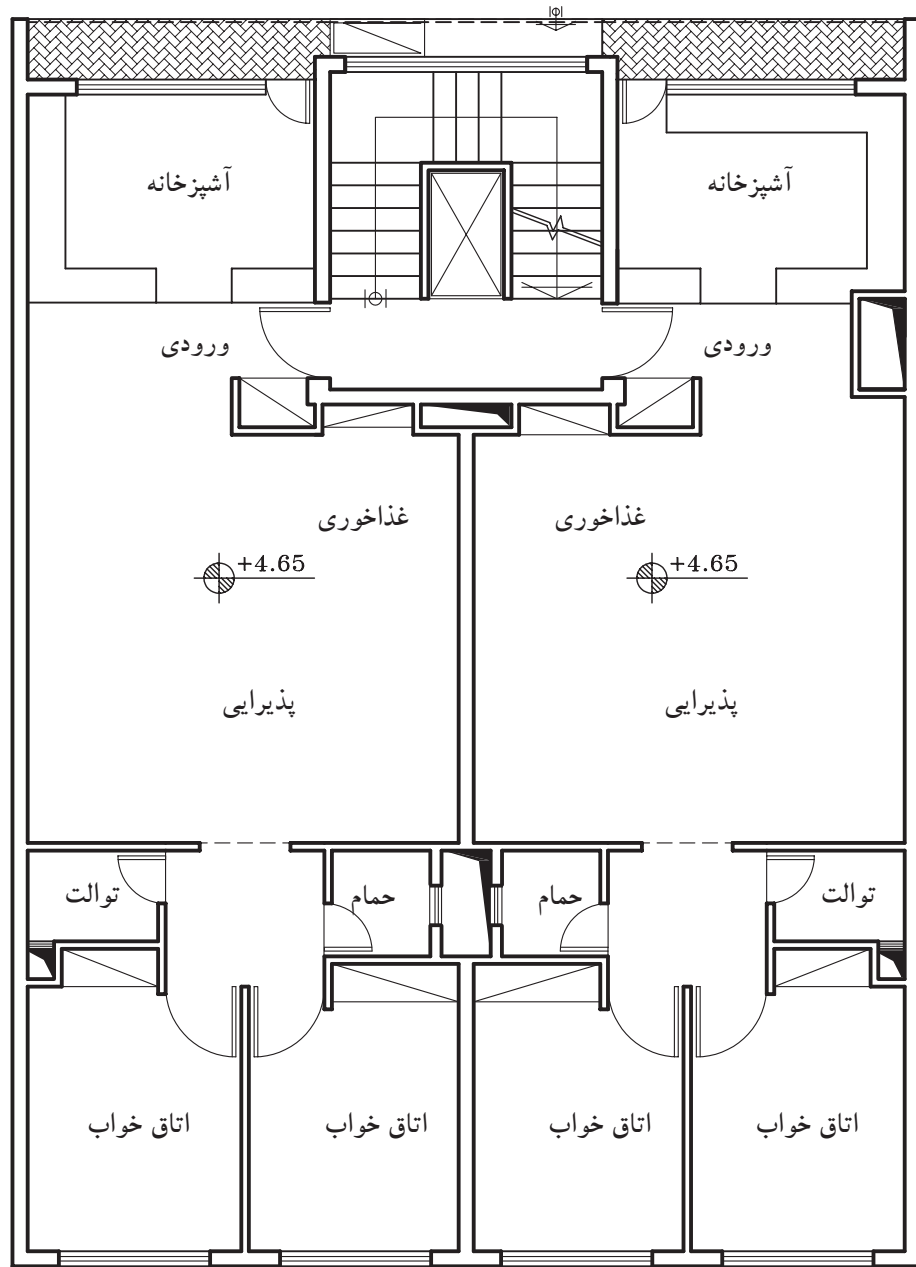 آشپزخانه
آشپزخانه
ورودی
ورودی
غذاخوری
غذاخوری
+4.65
+4.65
پذیرایی
پذیرایی
توالت
حمام
حمام
توالت
اتاق خواب
اتاق خواب
اتاق خواب
اتاق خواب